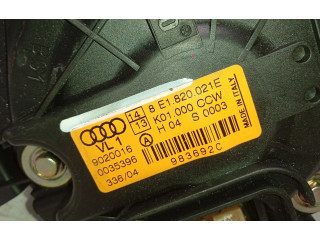 14 8 E1.820.021E
13 K01.000 CCW
VL1 A H 04 S 0003
9020016
0035396
336/04 983692C
MADE IN ITALY